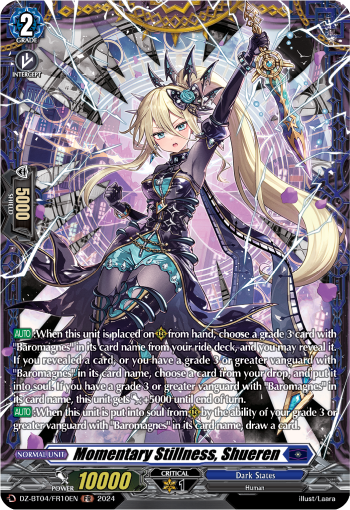 2
GRADE
INTERCEPT
5000
SHIELD
AUTO:When this unit is placed on R from hand, choose a grade 3 card with
"Baromagnes" in its card name from your ride deck, and you may reveal it.
If you revealed a card, or you have a grade 3 or greater vanguard with
"Baromagnes" in its card name, choose a card from your drop, and put it
into soul. If you have a grade 3 or greater vanguard with "Baromagnes" in
its card name, this unit gets +5000 until end of turn.
AUTO:When this unit is put into soul from R by the ability of your grade 3 or
greater vanguard with "Baromagnes" in its card name, draw a card.
NORMAL UNIT
Momentary Stillness, Shueren
POWER 10000
CRITICAL
1
Dark States
Human
DZ-BT04/FR10EN FR 2024
illust/Laara